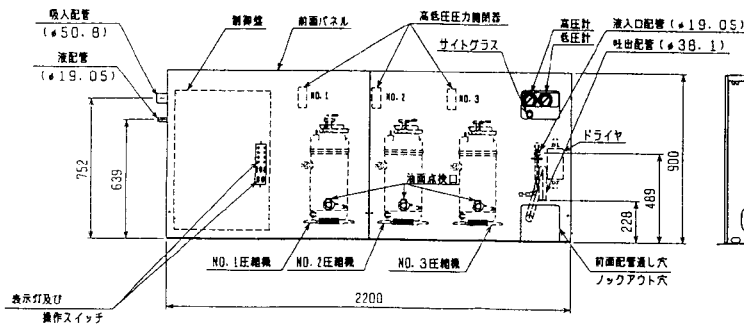 吸入配管
(φ50.8)
液配管
(φ19.05)
制御盤
前面パネル
高低圧圧力開閉器
サイトグラス
高圧計
低圧計
液入口配管(φ19.05)
吐出配管(φ38.1)
NO.1
NO.2
NO.3
ドライヤ
油面点検口
752
639
900
489
228
NO.1圧縮機
NO.2圧縮機
NO.3圧縮機
前面配管通し穴
ノックアウト穴
表示灯及び
操作スイッチ
2200